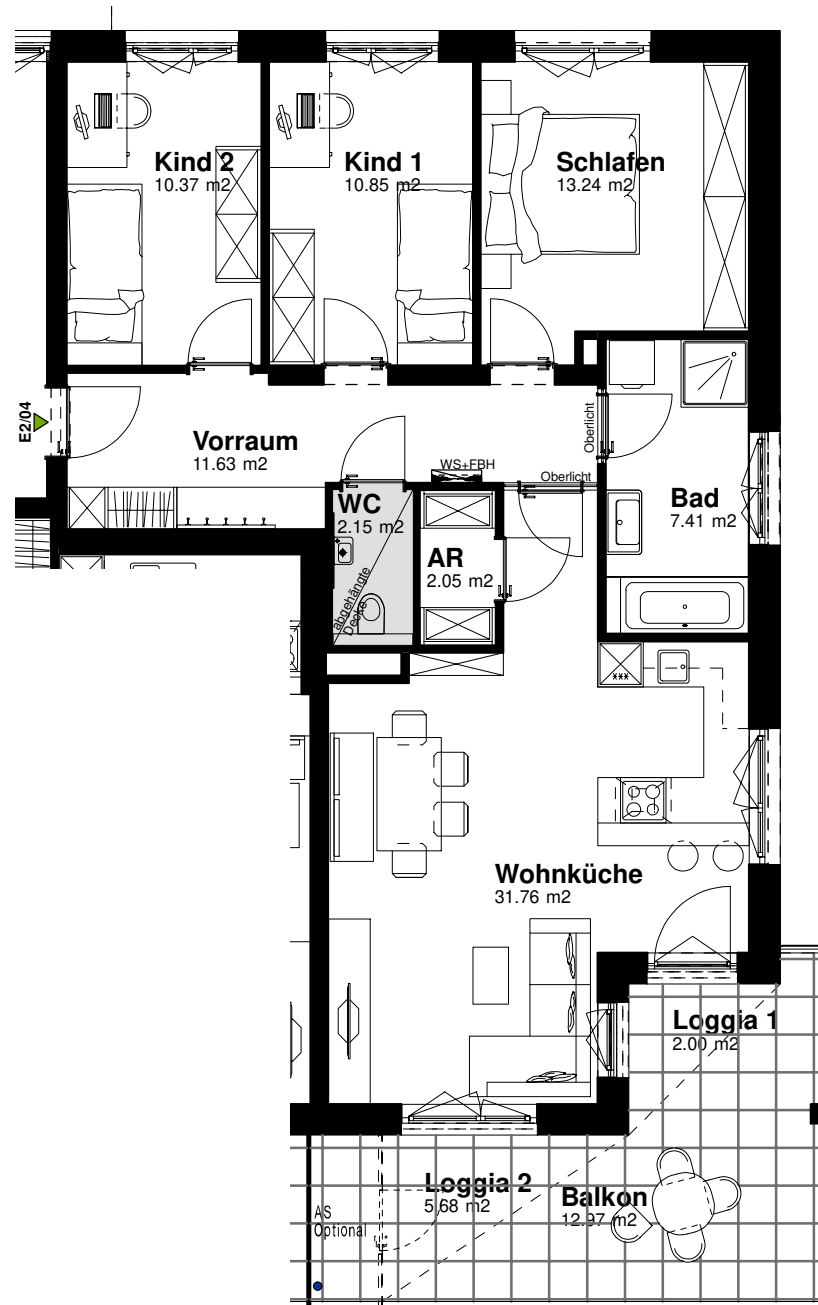 Kind 2
10.37 m2
Kind 1
10.85 m2
Schlafen
13.24 m2
E2/04
Vorraum
11.63 m2
Oberlicht
WS+FBH
Oberlicht
WC
2.15 m2
AR
2.05 m2
Bad
7.41 m2
abgehängte
Decke
***
Wohnküche
31.76 m2
Loggia 1
2.00 m2
Loggia 2
5.68 m2
Balkon
12.97 m2
AS
Optional